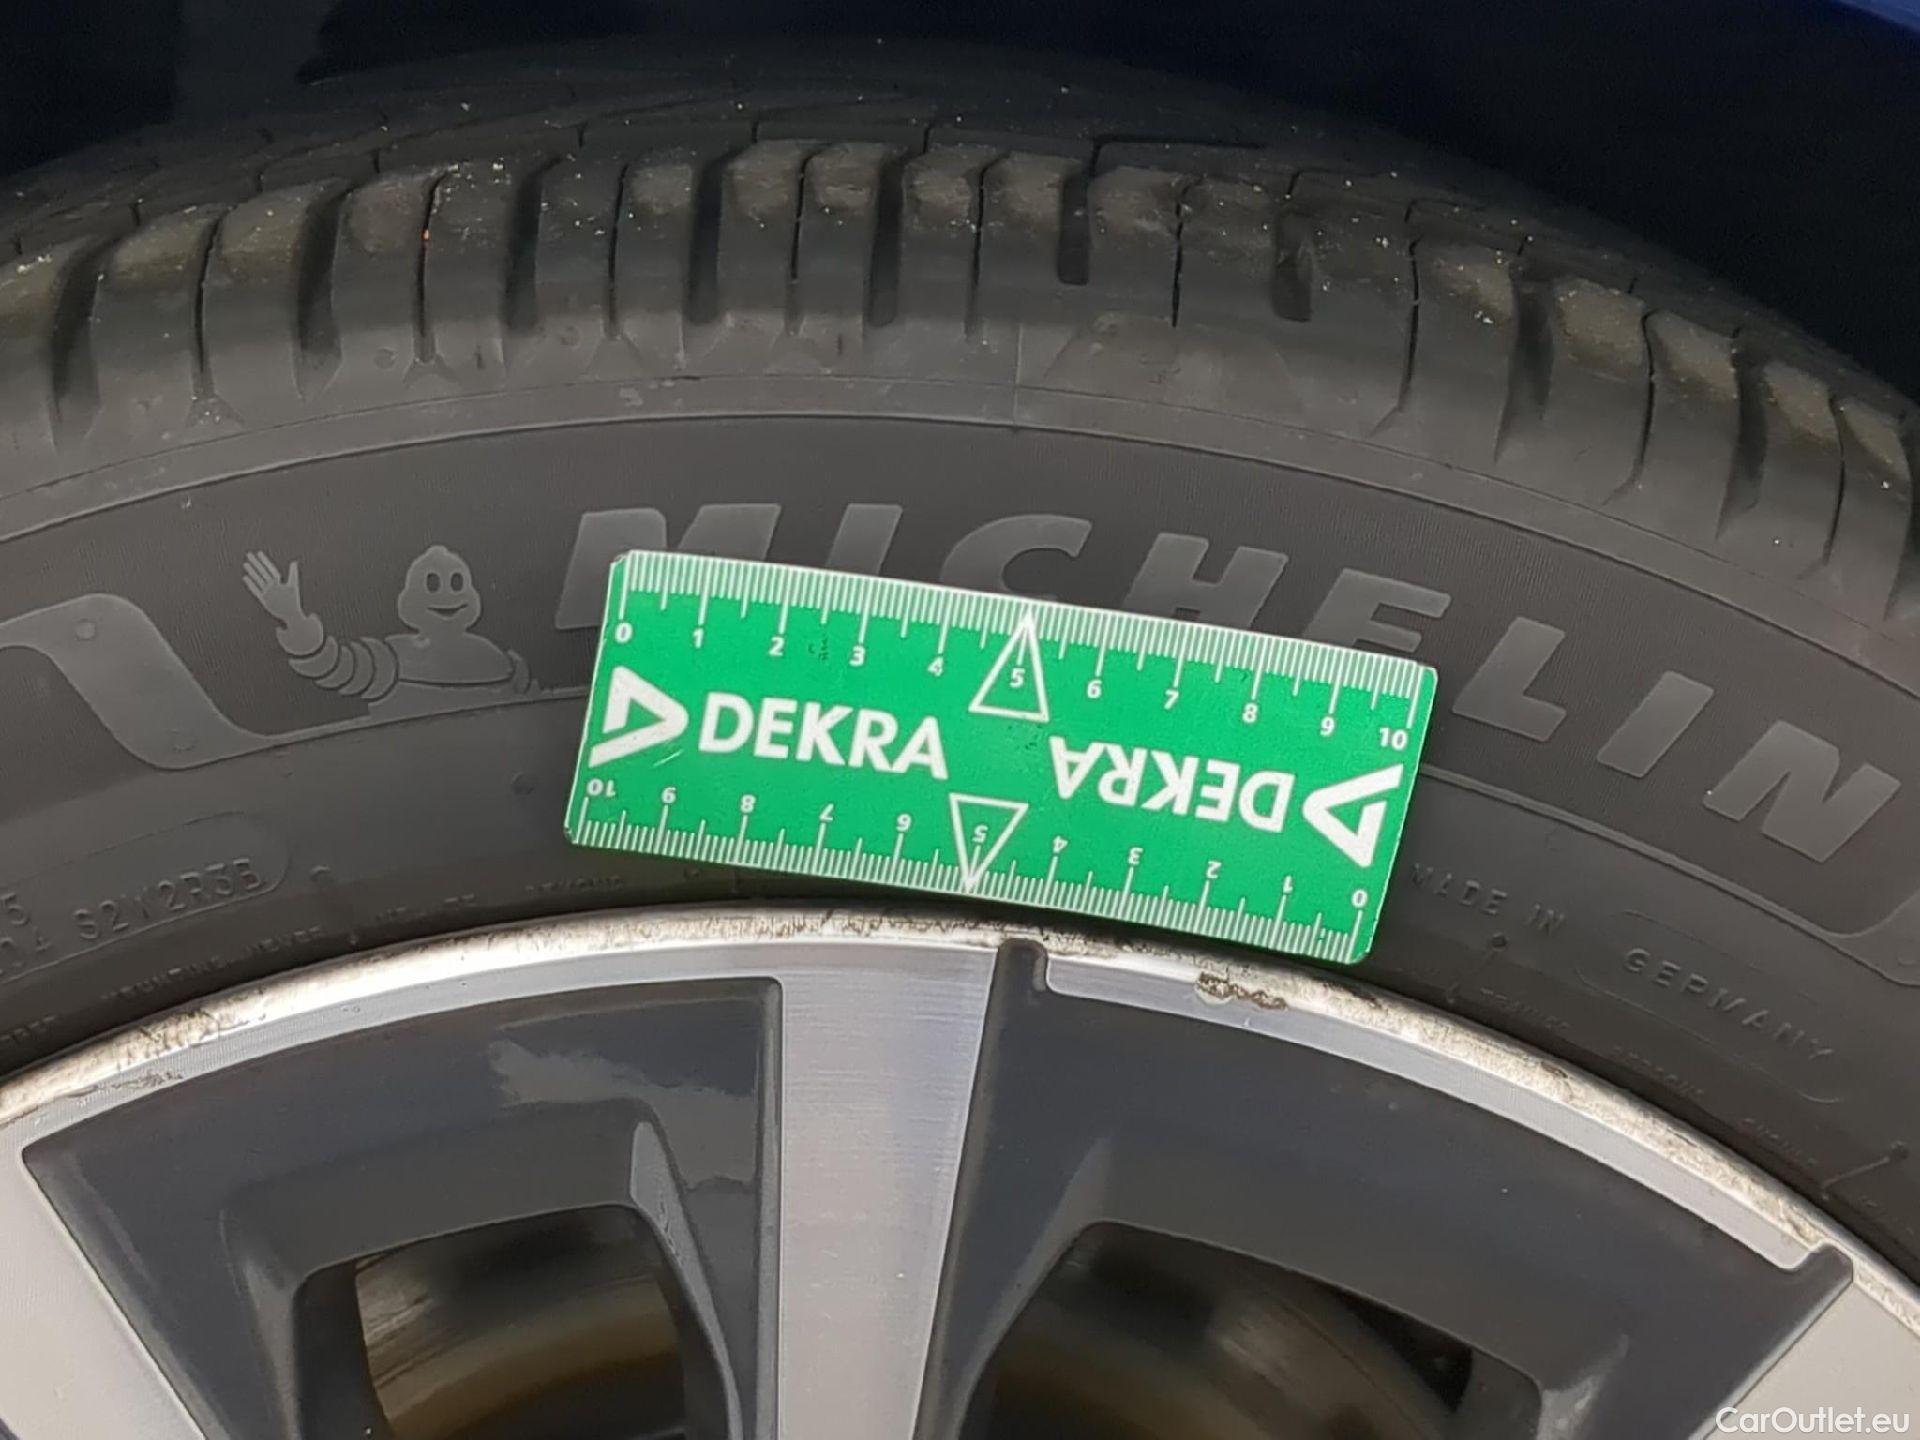 MICHELIN
0 1 2 3 4 5 6 7 8 9 10
DEKRA
DEKRA
10 9 8 7 6 5 4 3 2 1 0
S2W2R3B
MADE IN
GERMANY
CarOutlet.eu